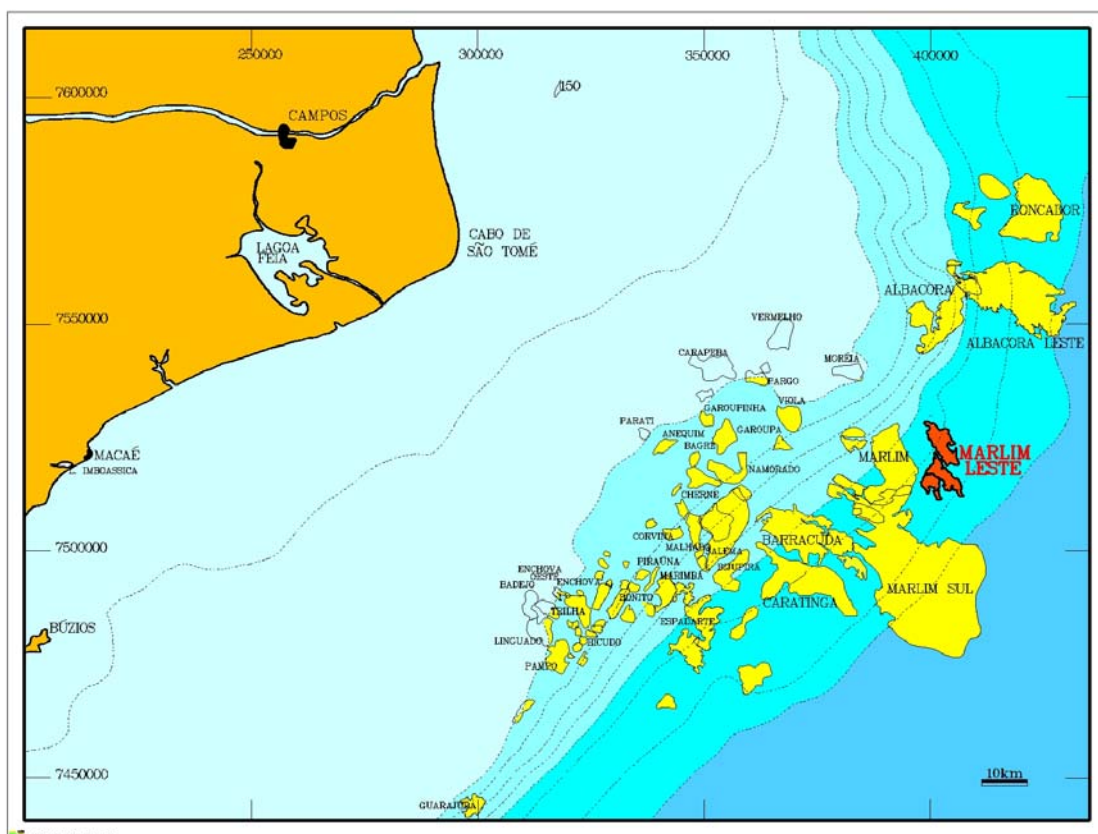 250000
300000
350000
400000
7600000
150
CAMPOS
RONCADOR
CABO DE
SÃO TOMÉ
LAGOA
FEIA
ALBACORA
7550000
VERMELHO
ALBACORA LESTE
CARAPEBA
MORÉIA
PARGO
GAROUPINHA
VIOLA
PARATI
ANEQUIM
GAROUPA
BAGRE
MACAÉ
IMBOASSICA
MARLIM
MARLIM
LESTE
NAMORADO
CHERNE
CORVINA
7500000
MALHADO
BARRACUDA
PIRAÚNA
BIJUPIRÁ
ENCHOVA
OESTE
ENCHOVA
MARIMBÁ
BADEJO
MARLIM SUL
BONITO
CARATINGA
TRILHA
ESPADARTE
BÚZIOS
LINGUADO
BICUDO
PAMPO
7450000
10km
GUARAJUBA